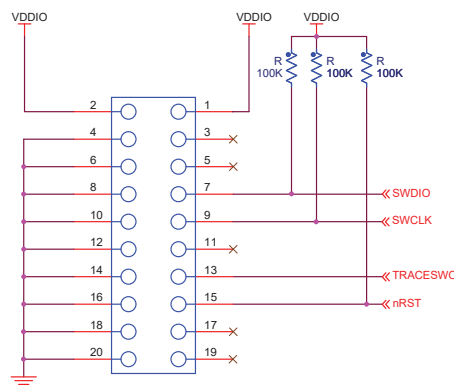 VDDIO VDDIO VDDIO
R R R
100K 100K 100K
2 1
4 3
6 5
8 7 SWDIO
10 9 SWCLK
12 11
14 13 TRACESWO
16 15 nRST
18 17
20 19